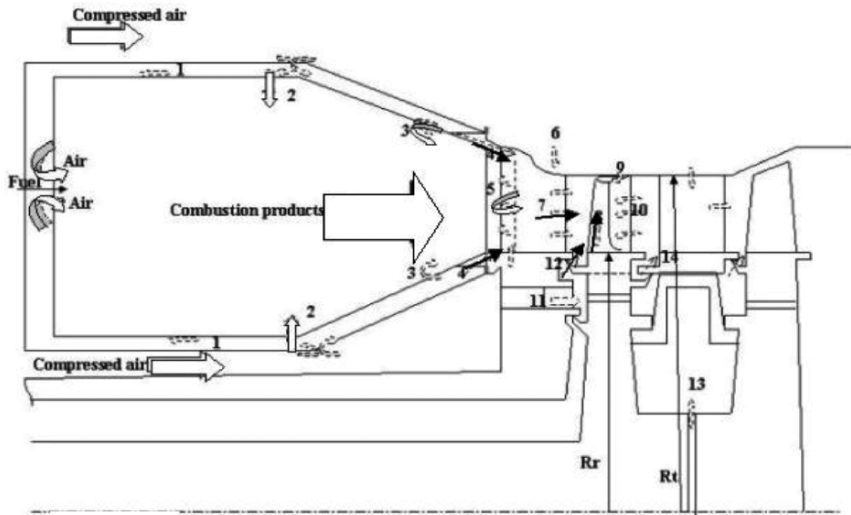 Compressed air
1
2
3
4
6
9
Air
Fuel
Air
5
Combustion products
7
10
3
4
12
14
11
2
1
Compressed air
13
Rr
Rt